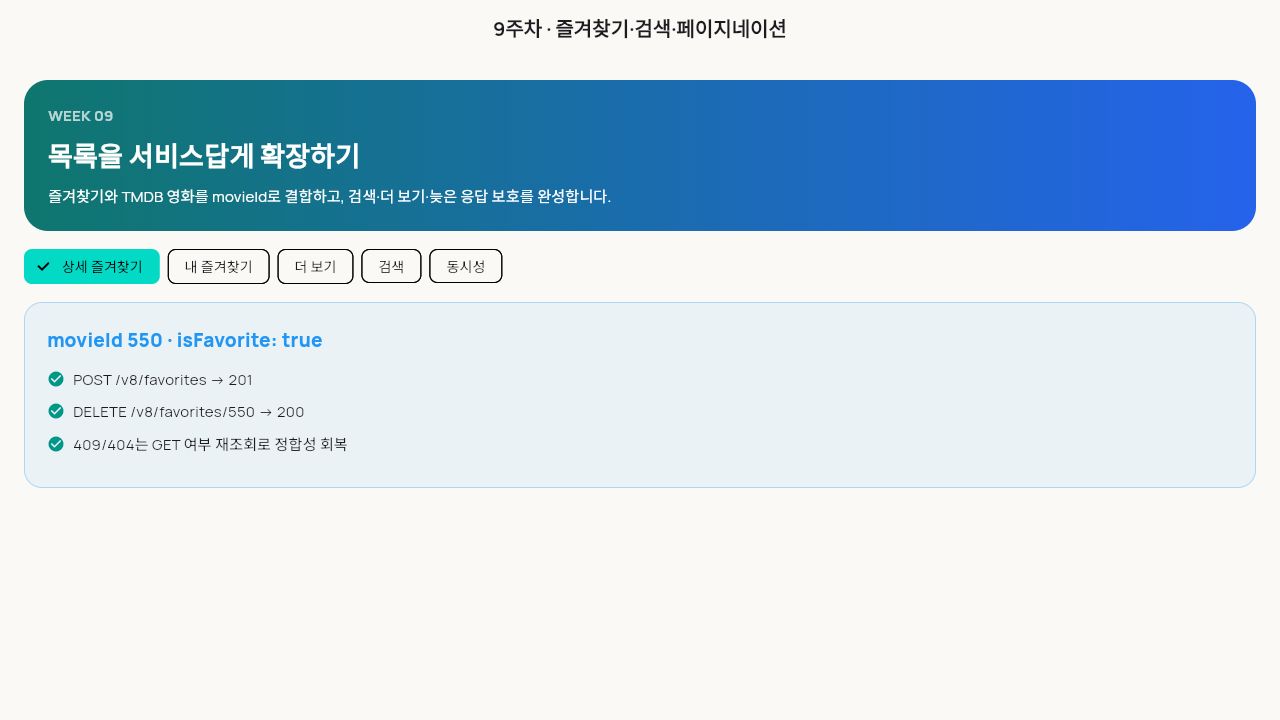 9주차 · 즐겨찾기·검색·페이지네이션
WEEK 09
목록을 서비스답게 확장하기
즐겨찾기와 TMDB 영화를 movieId로 결합하고, 검색·더 보기·늦은 응답 보호를 완성합니다.
상세 즐겨찾기
내 즐겨찾기
더 보기
검색
동시성
movieId 550 · isFavorite: true
POST /v8/favorites → 201
DELETE /v8/favorites/550 → 200
409/404는 GET 여부 재조회로 정합성 회복